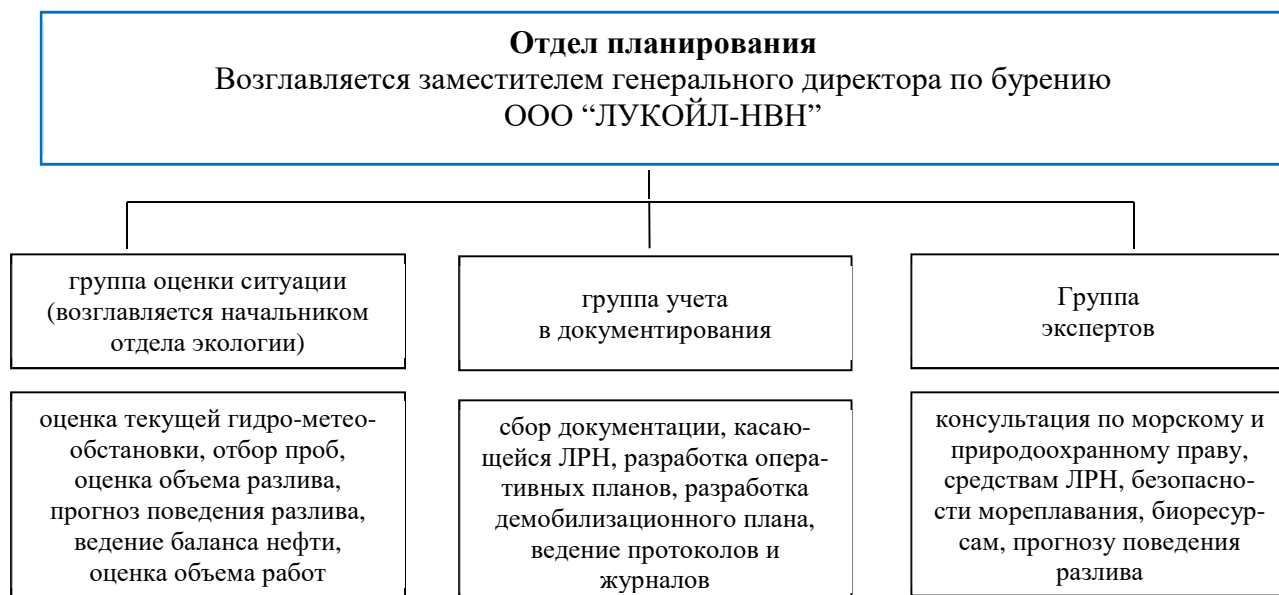 Отдел планирования
Возглавляется заместителем генерального директора по бурению
ООО “ЛУКОЙЛ-НВН”
группа оценки ситуации
(возглавляется начальником
отдела экологии)
группа учета
в документирования
Группа
экспертов
оценка текущей гидро-метео-
обстановки, отбор проб,
оценка объема разлива,
прогноз поведения разлива,
ведение баланса нефти,
оценка объема работ
сбор документации, касаю-
щейся ЛРН, разработка опера-
тивных планов, разработка
демобилизационного плана,
ведение протоколов и
журналов
консультация по морскому и
природоохранному праву,
средствам ЛРН, безопасно-
сти мореплавания, биоресур-
сам, прогнозу поведения
разлива